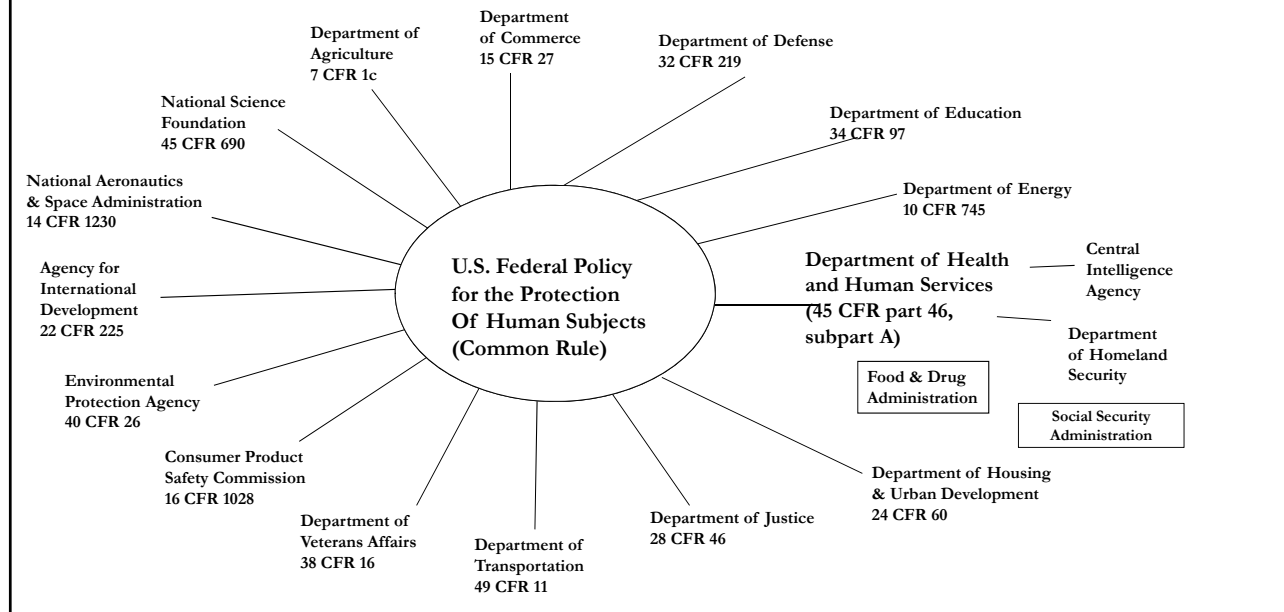 Department of
Agriculture
7 CFR 1c
Department
of Commerce
15 CFR 27
Department of Defense
32 CFR 219
National Science
Foundation
45 CFR 690
Department of Education
34 CFR 97
National Aeronautics
& Space Administration
14 CFR 1230
Department of Energy
10 CFR 745
Agency for
International
Development
22 CFR 225
U.S. Federal Policy
for the Protection
Of Human Subjects
(Common Rule)
Department of Health
and Human Services
(45 CFR part 46,
subpart A)
Central
Intelligence
Agency
Department
of Homeland
Security
Food & Drug
Administration
Social Security
Administration
Environmental
Protection Agency
40 CFR 26
Consumer Product
Safety Commission
16 CFR 1028
Department of
Veterans Affairs
38 CFR 16
Department of
Transportation
49 CFR 11
Department of Justice
28 CFR 46
Department of Housing
& Urban Development
24 CFR 60